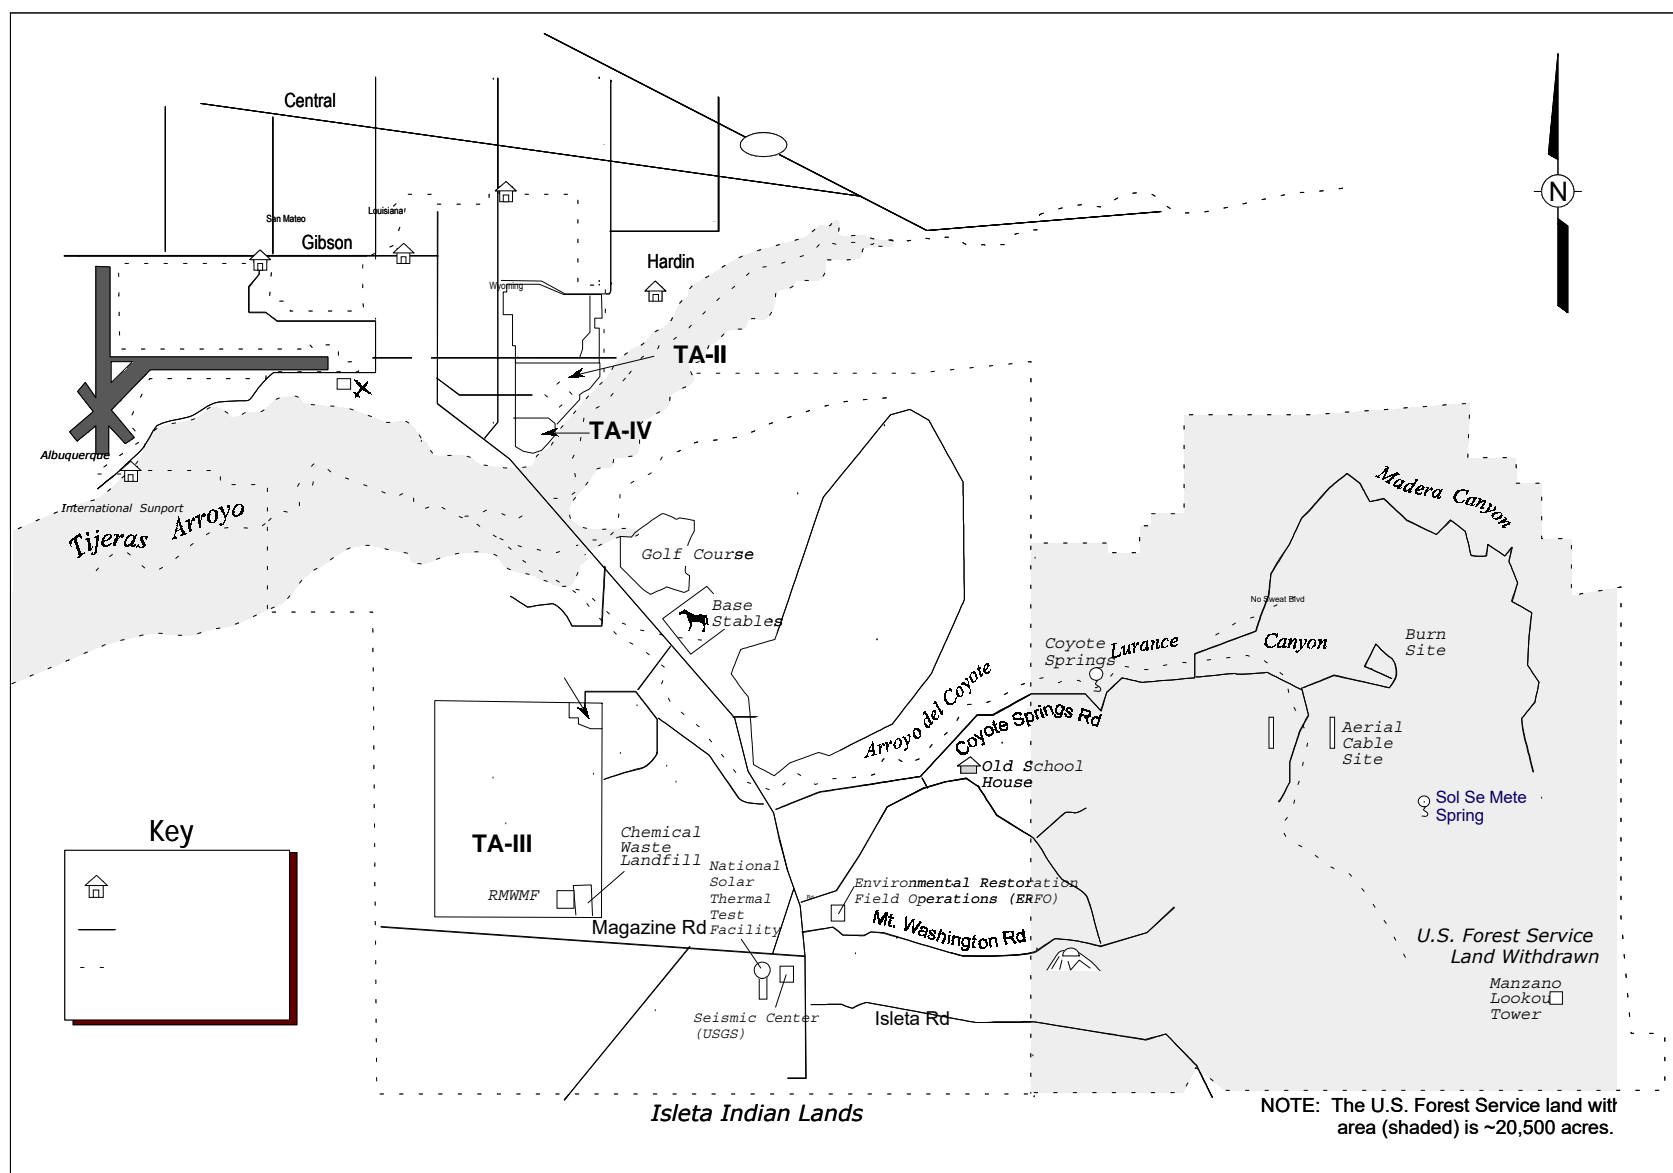 Central
San Mateo
Louisiana
Gibson
Hardin
Wyoming
TA-II
TA-IV
Albuquerque
International Sunport
Tijeras Arroyo
Golf Course
Base
Stables
Madera Canyon
No Sweat Blvd
Lurance Canyon
Coyote
Springs
Burn
Site
Arroyo del Coyote
Coyote Springs Rd
Aerial
Cable
Site
Old School
House
Sol Se Mete
Spring
Key
TA-III
Chemical
Waste
Landfill
RMWMF
National
Solar
Thermal
Test
Facility
Environmental Restoration
Field Operations (ERFO)
Magazine Rd
Mt. Washington Rd
U.S. Forest Service
Land Withdrawn
Manzano
Lookou
Tower
Seismic Center
(USGS)
Isleta Rd
Isleta Indian Lands
NOTE: The U.S. Forest Service land with
area (shaded) is ~20,500 acres.
N